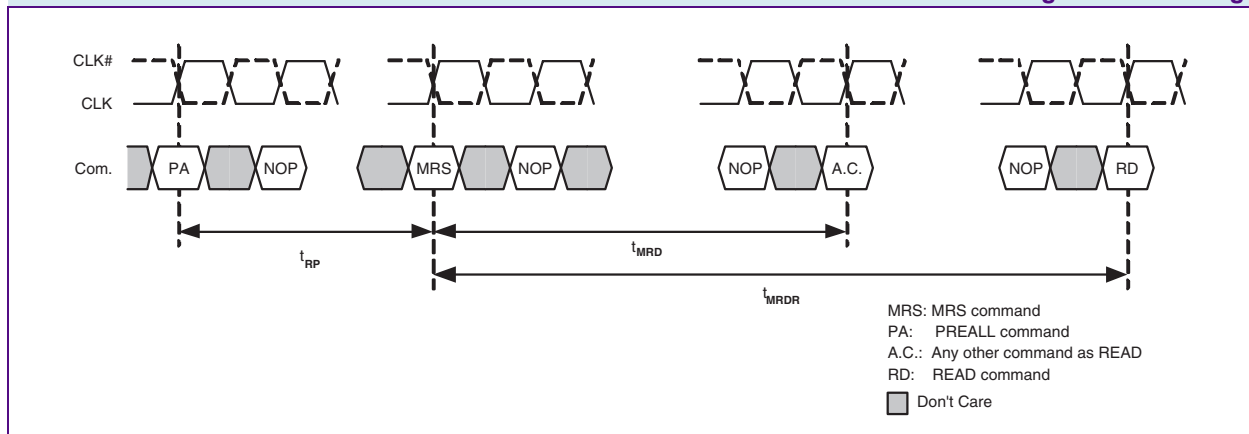 CLK#
CLK
Com.
PA
NOP
MRS
NOP
NOP
A.C.
NOP
RD
tRP
tMRD
tMRDR
MRS: MRS command
PA: PREALL command
A.C.: Any other command as READ
RD: READ command
Don't Care